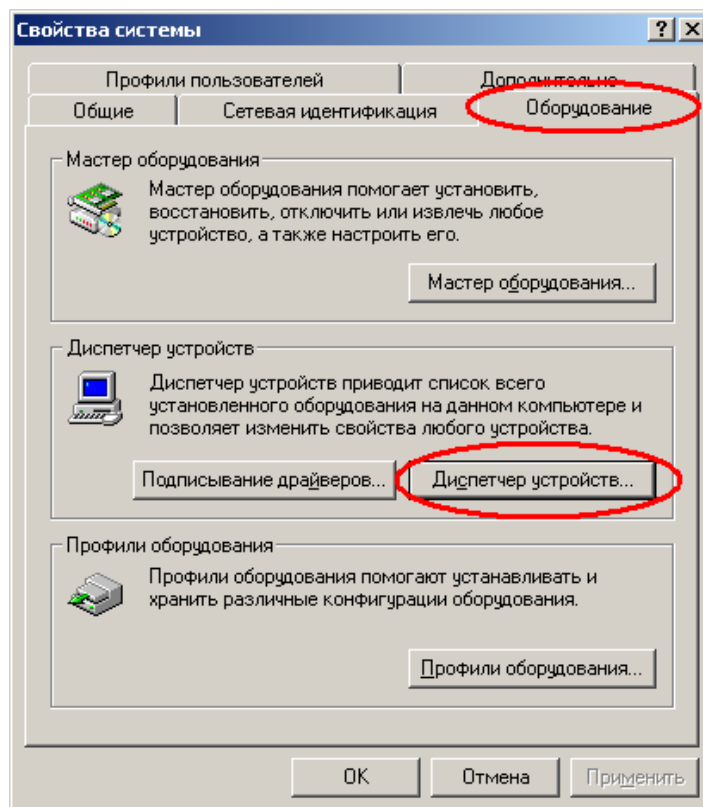 Свойства системы
Профили пользователей
Дополнительно
Общие
Сетевая идентификация
Оборудование
Мастер оборудования
Мастер оборудования помогает установить,
восстановить, отключить или извлечь любое
устройство, а также настроить его.
Мастер оборудования...
Диспетчер устройств
Диспетчер устройств приводит список всего
установленного оборудования на данном компьютере и
позволяет изменить свойства любого устройства.
Подписывание драйверов...
Диспетчер устройств...
Профили оборудования
Профили оборудования помогают устанавливать и
хранить различные конфигурации оборудования.
Профили оборудования...
OK
Отмена
Применить